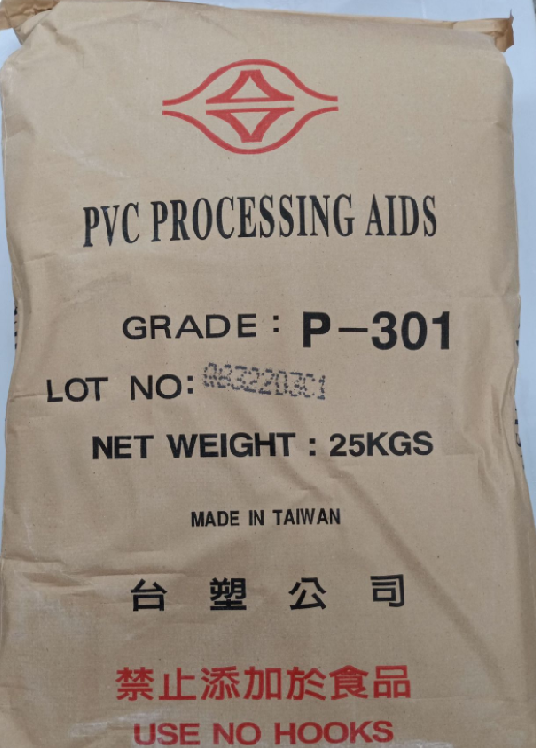 PVC PROCESSING AIDS
GRADE : P-301
LOT NO:
NET WEIGHT : 25KGS
MADE IN TAIWAN
台塑公司
禁止添加於食品
USE NO HOOKS